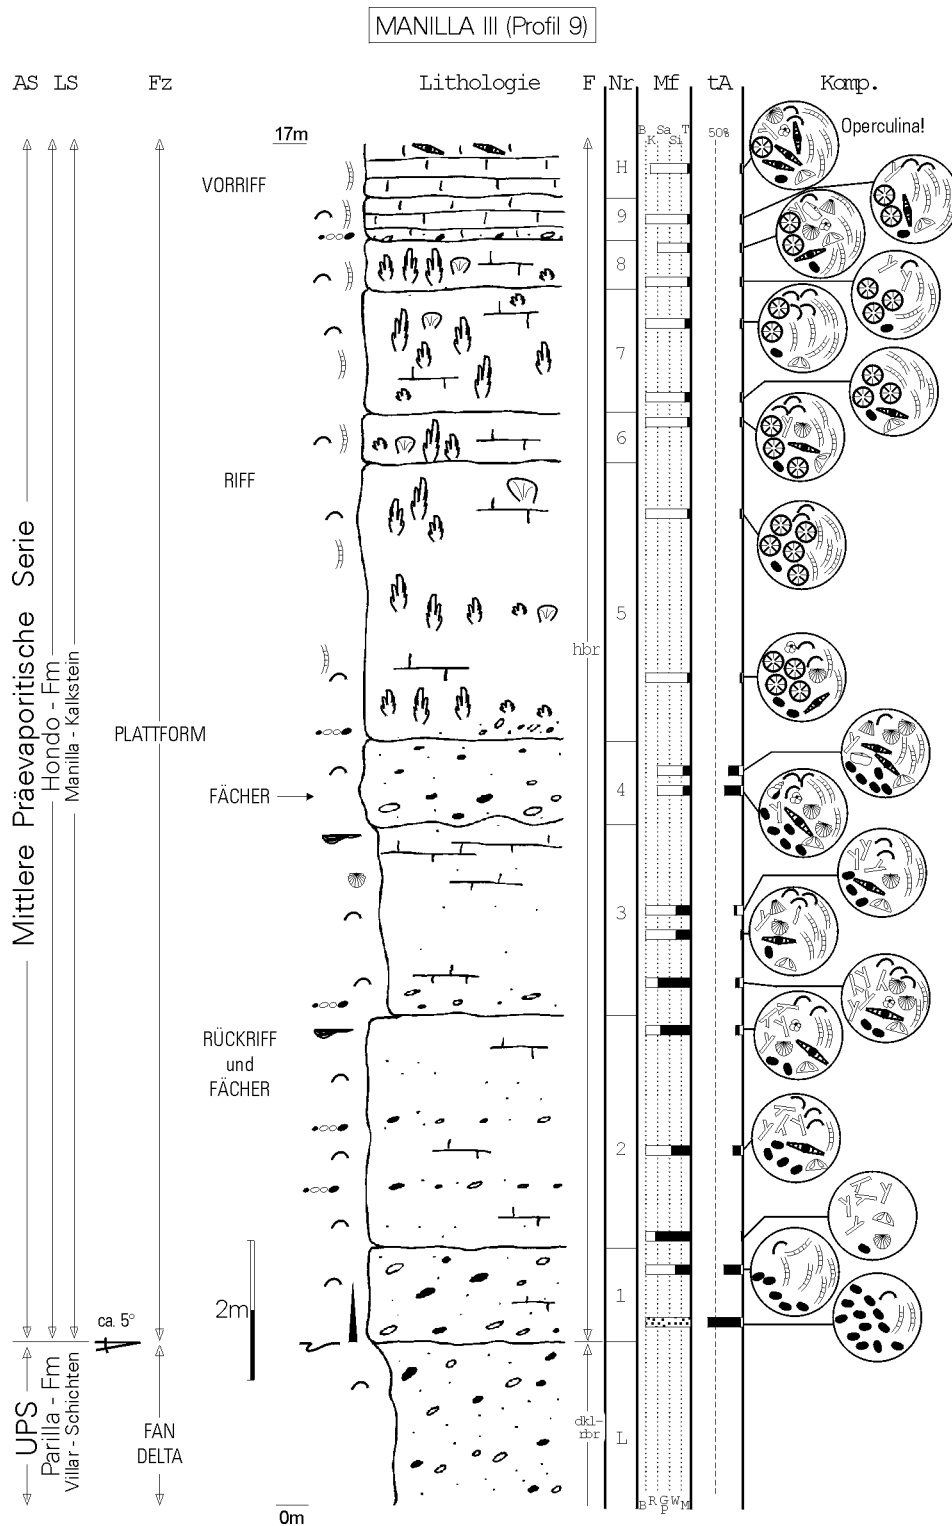 MANILLA III (Profil 9)
AS LS Fz Lithologie F Nr Mf tA Komp.
17m
B K Sa Si T
50%
Operculina!
VORRIFF
H
9
8
7
6
RIFF
5
hbr
Mittlere Präevaporitische Serie
Hondo - Fm
Manilla - Kalkstein
PLATTFORM
FÄCHER
4
3
RÜCKRIFF
und
FÄCHER
2
2m
1
ca. 5°
UPS
Parilla - Fm
Villar - Schichten
FAN
DELTA
dkl-
rbr
L
B R G W M
P
0m